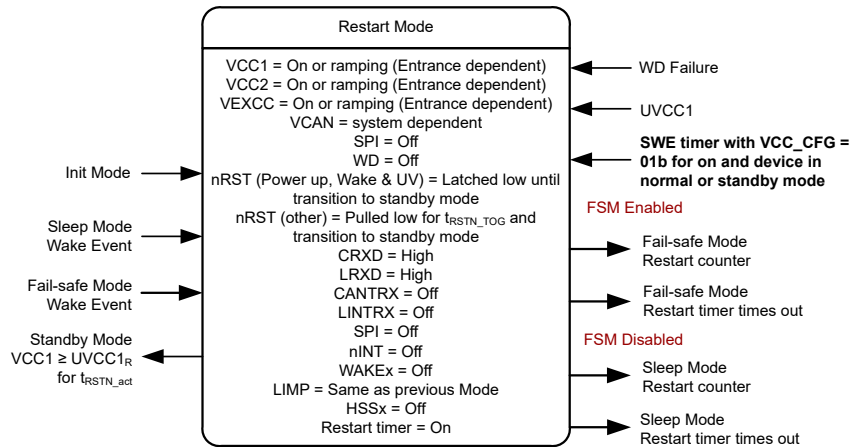 Restart Mode
VCC1 = On or ramping (Entrance dependent)
VCC2 = On or ramping (Entrance dependent)
VEXCC = On or ramping (Entrance dependent)
VCAN = system dependent
SPI = Off
WD = Off
nRST (Power up, Wake & UV) = Latched low until
transition to standby mode
nRST (other) = Pulled low for tRSTN_TOG and
transition to standby mode
CRXD = High
LRXD = High
CANTRX = Off
LINTRX = Off
SPI = Off
nINT = Off
WAKEx = Off
LIMP = Same as previous Mode
HSSx = Off
Restart timer = On
Init Mode
Sleep Mode
Wake Event
Fail-safe Mode
Wake Event
Standby Mode
VCC1 ≥ UVCC1R
for tRSTN_act
WD Failure
UVCC1
SWE timer with VCC_CFG =
01b for on and device in
normal or standby mode
FSM Enabled
Fail-safe Mode
Restart counter
Fail-safe Mode
Restart timer times out
FSM Disabled
Sleep Mode
Restart counter
Sleep Mode
Restart timer times out